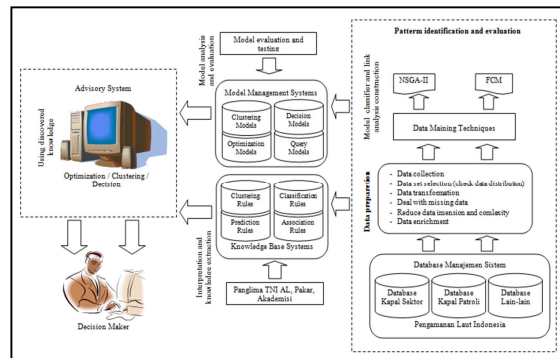 Patterm identification and evaluation
Model evaluation and
testing
Model analysis
and evaluation
Model classifier and link
analysis construction
NSGA-II
FCM
Data Maining Techniques
Advisory System
Using discovered
knowledge
Optimization / Clustering /
Decision
Model Management Systems
Clustering
Models
Decision
Models
Optimization
Models
Query
Models
Clustering
Rules
Classification
Rules
Prediction
Rules
Association
Rules
Knowledge Base Systems
Interpretation and
knowledee extraction
Panglima TNI AL, Pakar,
Akademisi
Data preparecion
- Data collection
- Data set selection (check data distribution)
- Data transformation
- Deal with missing data
- Reduce data imension and comlexity
- Data enrichment
Database Manajemen Sistem
Database
Kapal Sektor
Database
Kapal Patroli
Database
Lain-lain
Pengamanan Laut Indonesia
Decision Maker